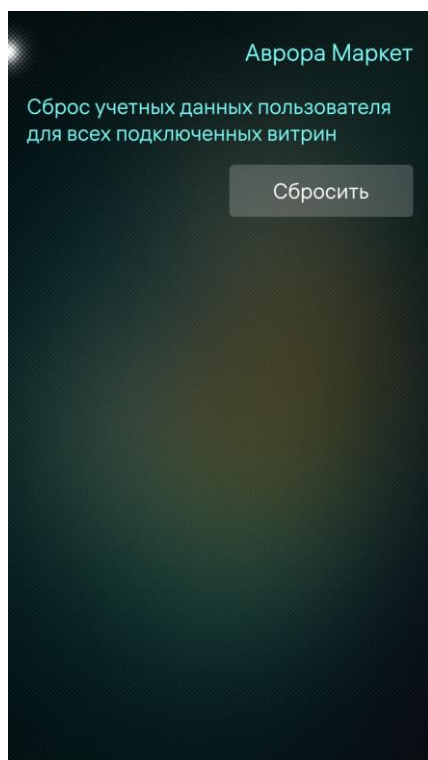 Аврора Маркет
Сброс учетных данных пользователя
для всех подключенных витрин
Сбросить